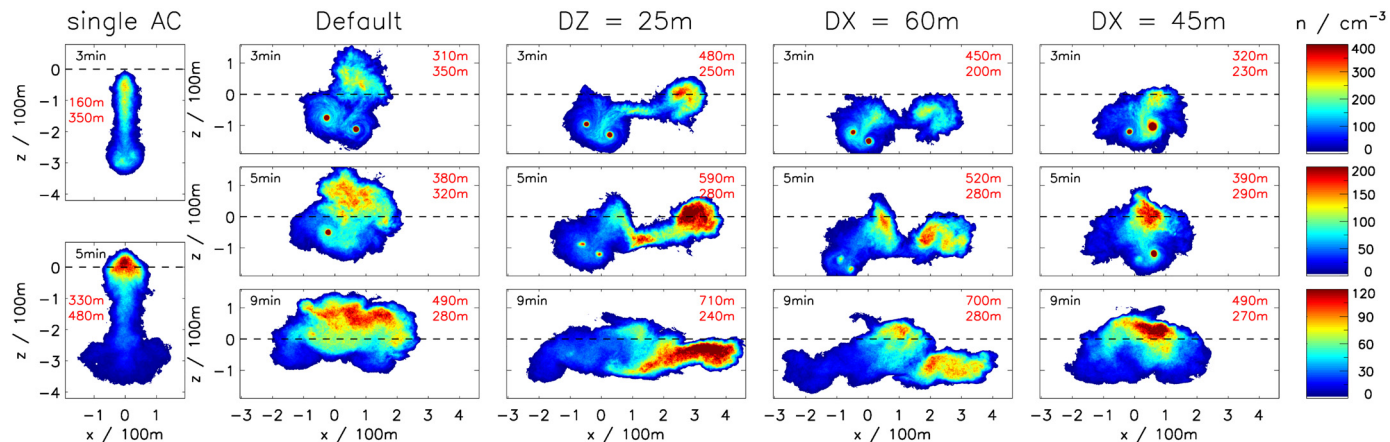 single AC
Default
DZ = 25m
DX = 60m
DX = 45m
n / cm⁻³
3min
160m
350m
z / 100m
0
-1
-2
-3
-4
3min
310m
350m
z / 100m
1
0
-1
3min
480m
250m
3min
450m
200m
3min
320m
230m
400
300
200
100
0
5min
380m
320m
z / 100m
1
0
-1
5min
590m
280m
5min
520m
280m
5min
390m
290m
200
150
100
50
0
5min
330m
480m
z / 100m
0
-1
-2
-3
-4
9min
490m
280m
z / 100m
1
0
-1
9min
710m
240m
9min
700m
280m
9min
490m
270m
120
90
60
30
0
-1 0 1
x / 100m
-3 -2 -1 0 1 2 3 4
x / 100m
-3 -2 -1 0 1 2 3 4
x / 100m
-3 -2 -1 0 1 2 3 4
x / 100m
-3 -2 -1 0 1 2 3 4
x / 100m